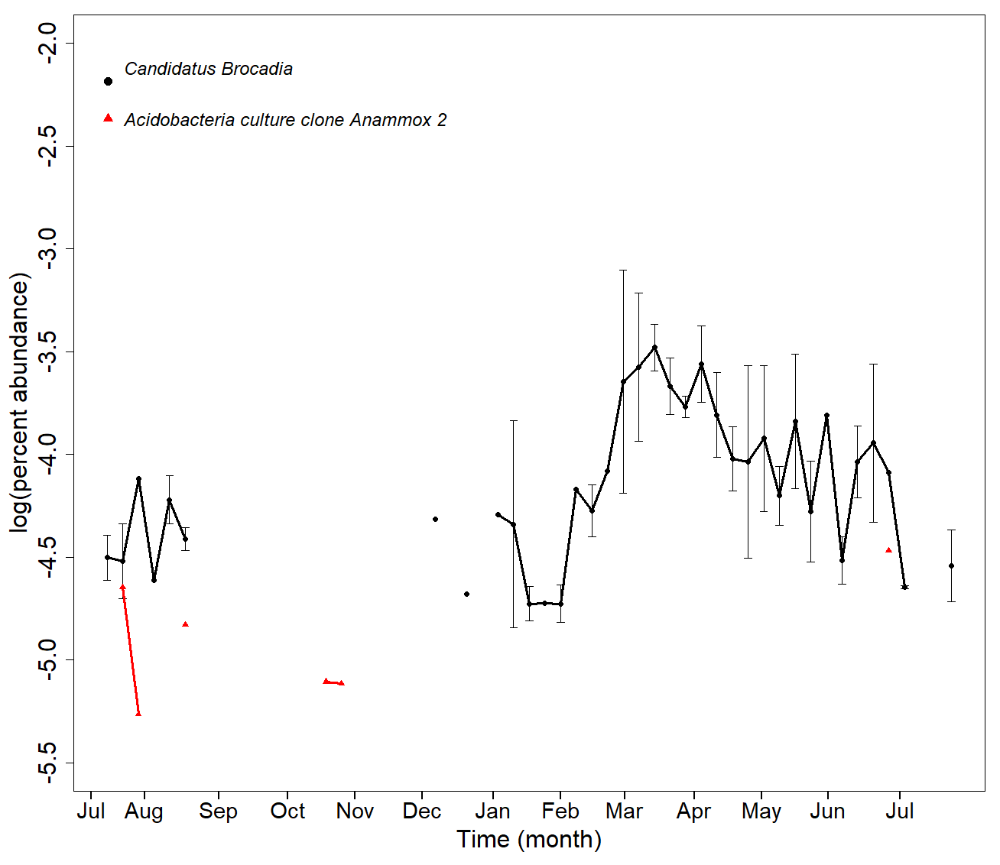 Candidatus Brocadia
Acidobacteria culture clone Anammox 2
log(percent abundance)
-2.0
-2.5
-3.0
-3.5
-4.0
-4.5
-5.0
-5.5
Jul Aug Sep Oct Nov Dec Jan Feb Mar Apr May Jun Jul
Time (month)